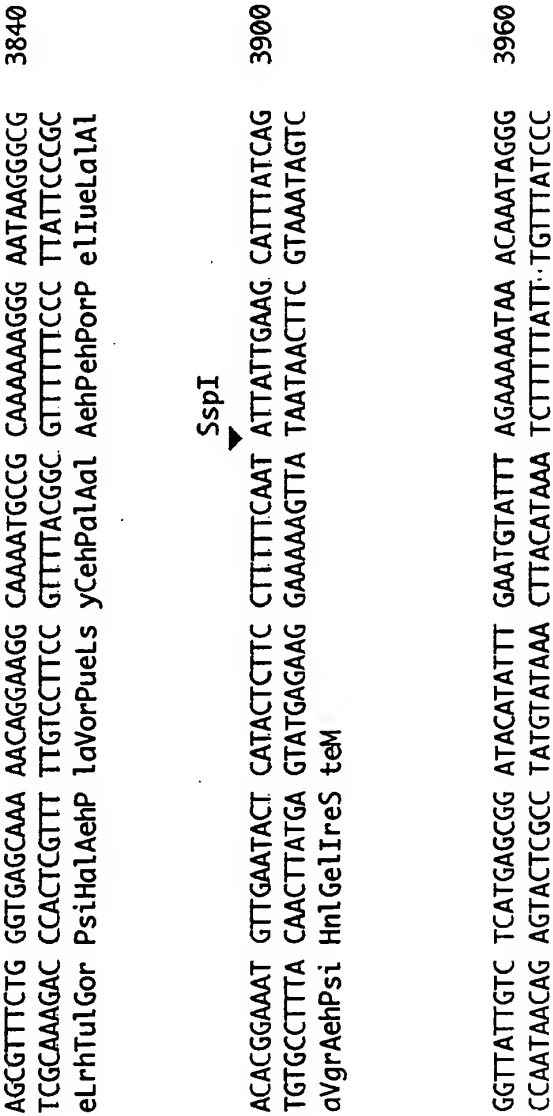 AGCGTTTCTG GGTGAGCAAA AACAGGAAGG CAAAATGCCG CAAAAAAGGG AATAAGGGCG 3840
TCGCAAAGAC CCACTCGTTT TTGTCCTTCC GTTTTACGGC GTTTTTTCCC TTATTCCCGC
eLrhTulGor PsiHalAehP laVorPueLs yCehPalAal AehPehPorP elIueLalAl
SspI
ACACGGAAAT GTTGAATACT CATACTCTTC CTTTTTCAAT ATTATTGAAG CATTTATCAG 3900
TGTGCCTTTA CAACTTATGA GTATGAGAAG GAAAAAGTTA TAATAACTTC GTAAATAGTC
aVgrAehPsi HnlGelIreS teM
GGTTATTGTC TCATGAGCGG ATACATATTT GAATGTATTT AGAAAAATAA ACAAATAGGG 3960
CCAATAACAG AGTACTCGCC TATGTATAAA CTTACATAAA TCTTTTTATT TGTTTATCCC